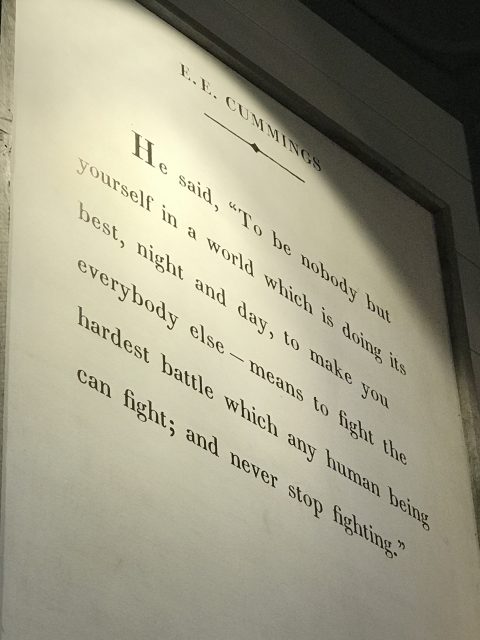 E. E. CUMMINGS
He said, “To be nobody but
yourself in a world which is doing its
best, night and day, to make you
everybody else – means to fight the
hardest battle which any human being
can fight; and never stop fighting.”